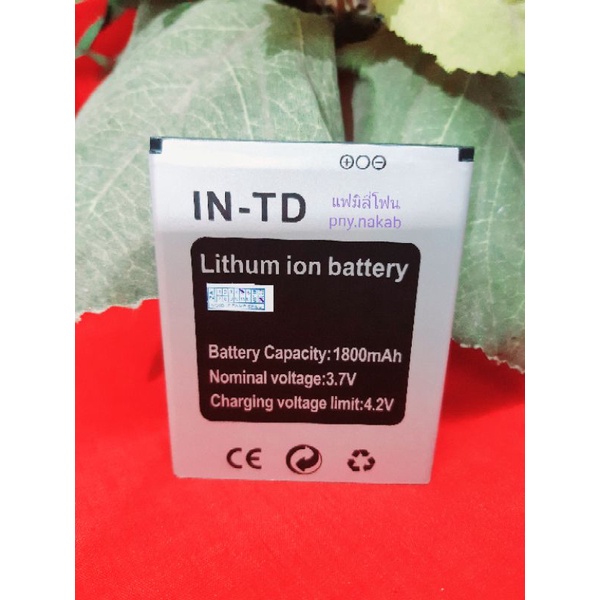 IN-TD
แฟมิลี่โฟน
pny.nakab
Lithum ion battery
Battery Capacity:1800mAh
Nominal voltage:3.7V
Charging voltage limit:4.2V
CE